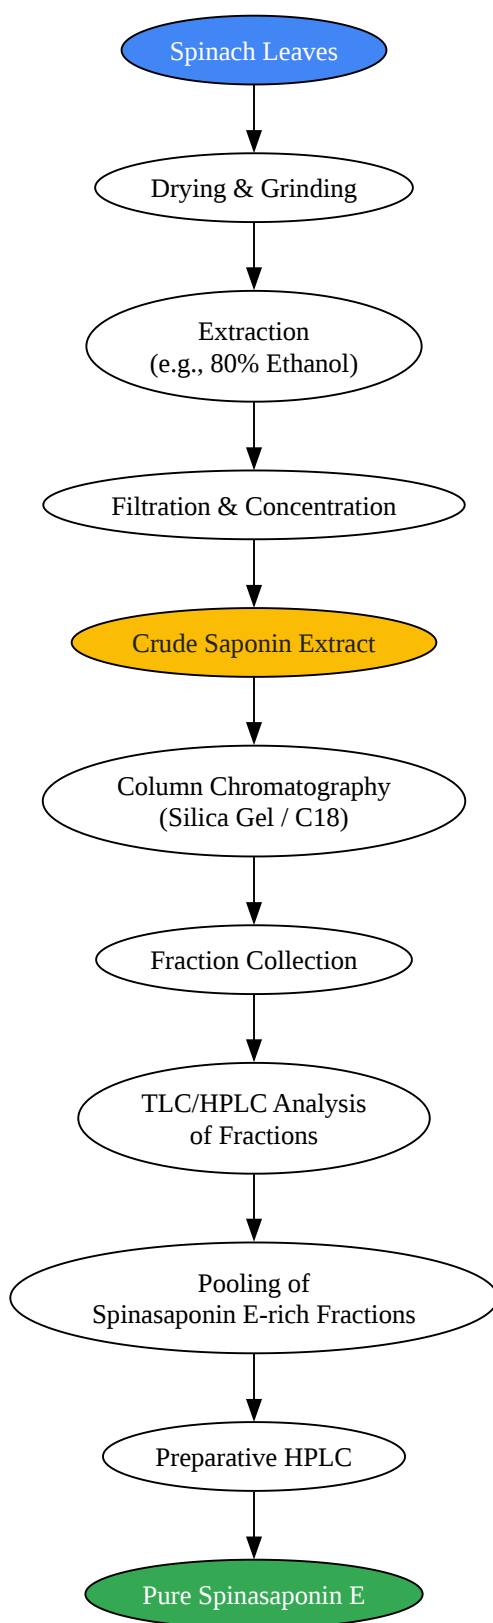 Spinach Leaves
Drying & Grinding
Extraction
(e.g., 80% Ethanol)
Filtration & Concentration
Crude Saponin Extract
Column Chromatography
(Silica Gel / C18)
Fraction Collection
TLC/HPLC Analysis
of Fractions
Pooling of
Spinasaponin E-rich Fractions
Preparative HPLC
Pure Spinasaponin E